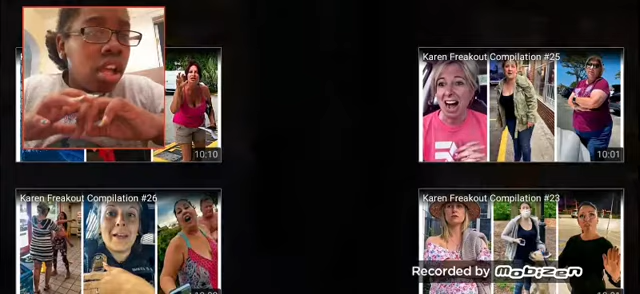 Karen Freakout Compilation #25
10:10
10:01
Karen Freakout Compilation #26
Karen Freakout Compilation #23
Recorded by Mobizen